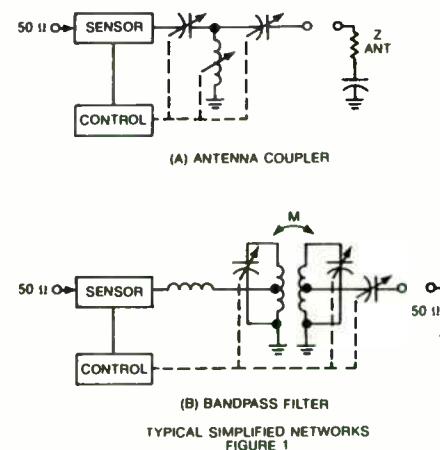 50 Ω
SENSOR
Z
ANT
CONTROL
(A) ANTENNA COUPLER
M
50 Ω
SENSOR
50 Ω
CONTROL
(B) BANDPASS FILTER
TYPICAL SIMPLIFIED NETWORKS
FIGURE 1